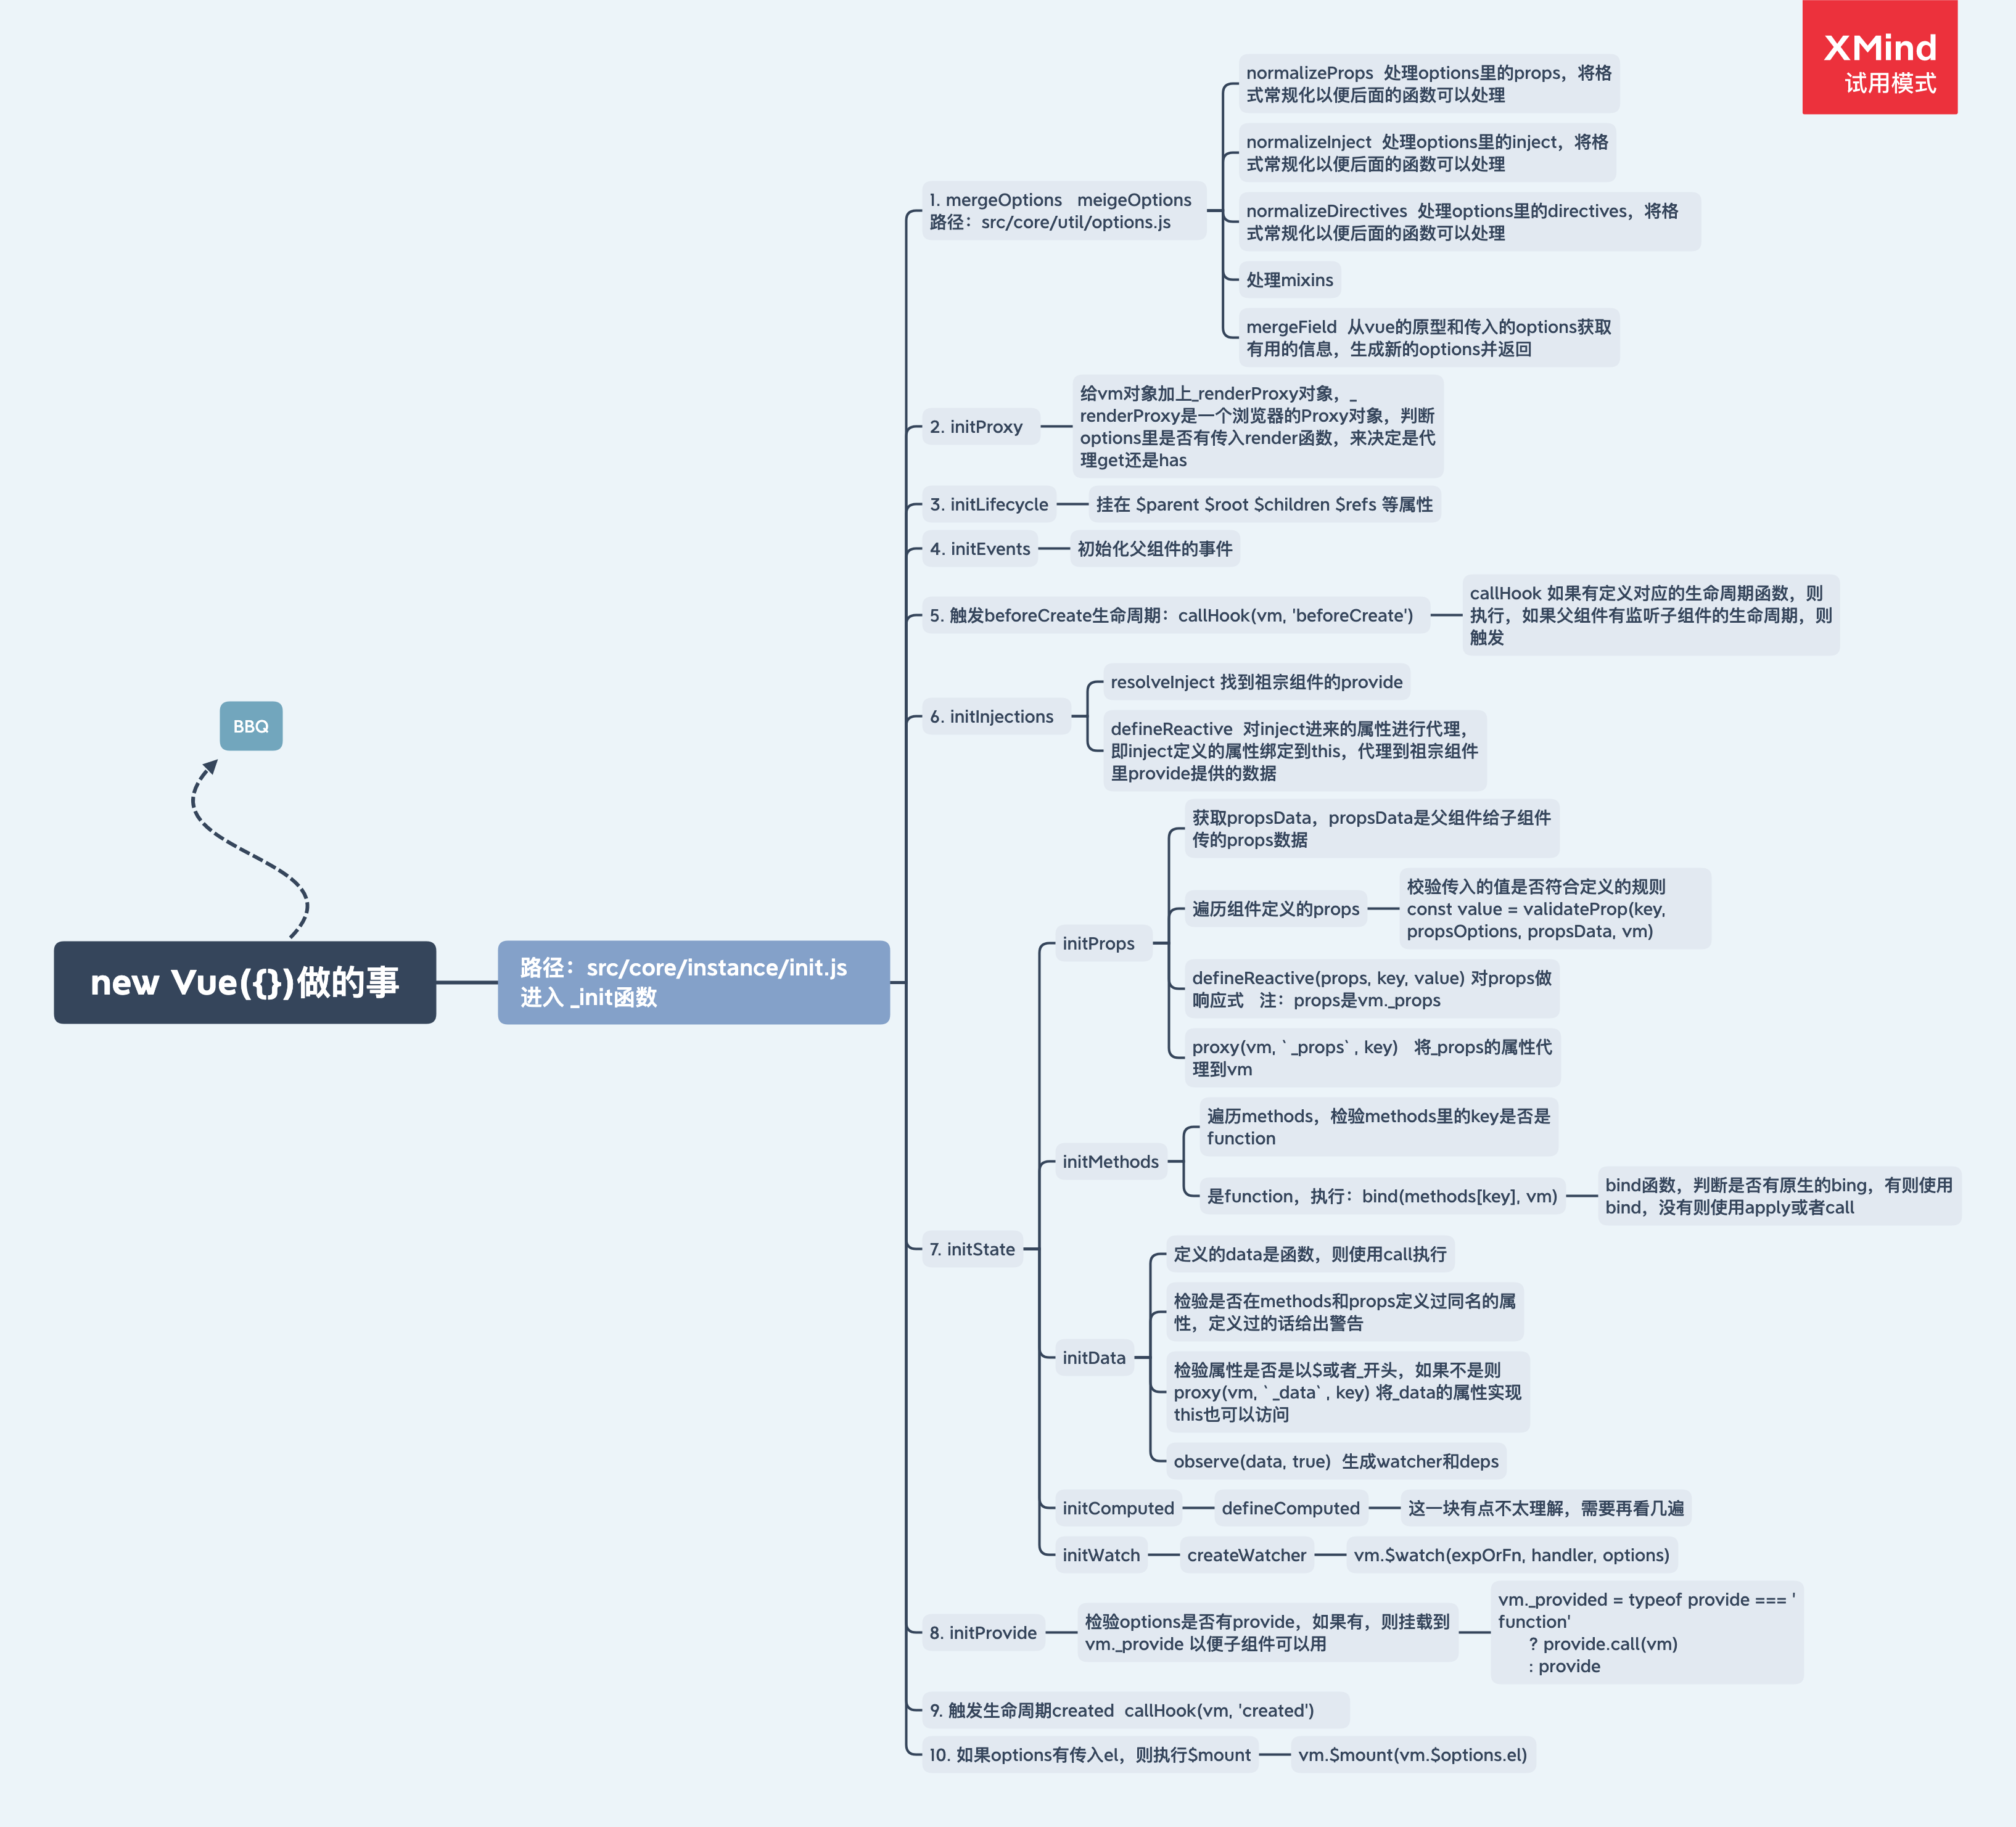 XMind
试用模式
normalizeProps  处理options里的props，将格
式常规化以便后面的函数可以处理
normalizeInject  处理options里的inject，将格
式常规化以便后面的函数可以处理
1. mergeOptions   meigeOptions
路径：src/core/util/options.js
normalizeDirectives  处理options里的directives，将格
式常规化以便后面的函数可以处理
处理mixins
mergeField  从vue的原型和传入的options获取
有用的信息，生成新的options并返回
2. initProxy
给vm对象加上_renderProxy对象，_
renderProxy是一个浏览器的Proxy对象，判断
options里是否有传入render函数，来决定是代
理get还是has
3. initLifecycle
挂在 $parent $root $children $refs 等属性
4. initEvents
初始化父组件的事件
5. 触发beforeCreate生命周期：callHook(vm, 'beforeCreate')
callHook 如果有定义对应的生命周期函数，则
执行，如果父组件有监听子组件的生命周期，则
触发
6. initInjections
resolveInject 找到祖宗组件的provide
defineReactive  对inject进来的属性进行代理，
即inject定义的属性绑定到this，代理到祖宗组件
里provide提供的数据
BBQ
new Vue({})做的事
路径：src/core/instance/init.js
进入 _init函数
7. initState
initProps
获取propsData，propsData是父组件给子组件
传的props数据
遍历组件定义的props
校验传入的值是否符合定义的规则
const value = validateProp(key,
propsOptions, propsData, vm)
defineReactive(props, key, value) 对props做
响应式   注：props是vm._props
proxy(vm, `_props`, key)   将_props的属性代
理到vm
initMethods
遍历methods，检验methods里的key是否是
function
是function，执行：bind(methods[key], vm)
bind函数，判断是否有原生的bing，有则使用
bind，没有则使用apply或者call
initData
定义的data是函数，则使用call执行
检验是否在methods和props定义过同名的属
性，定义过的话给出警告
检验属性是否是以$或者_开头，如果不是则
proxy(vm, `_data`, key) 将_data的属性实现
this也可以访问
observe(data, true)  生成watcher和deps
initComputed
defineComputed
这一块有点不太理解，需要再看几遍
initWatch
createWatcher
vm.$watch(expOrFn, handler, options)
8. initProvide
检验options是否有provide，如果有，则挂载到
vm._provide 以便子组件可以用
vm._provided = typeof provide === '
function'
? provide.call(vm)
: provide
9. 触发生命周期created  callHook(vm, 'created')
10. 如果options有传入el，则执行$mount
vm.$mount(vm.$options.el)